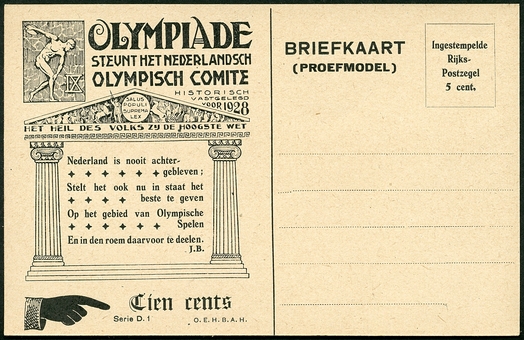 OLYMPIADE
STEUNT HET NEDERLANDSCH
OLYMPISCH COMITE
IX
HISTORISCH
VASTGELEGD
VOOR 1928
SALUS
POPULI
SUPREMA
LEX
HET HEIL DES VOLKS ZY DE HOOGSTE WET
Nederland is nooit achter-
gebleven;
Stelt het ook nu in staat het
beste te geven
Op het gebied van Olympische
Spelen
En in den roem daarvoor te deelen.
J.B.
Tien cents
Serie D. 1
O.E.H.B.A.H.
BRIEFKAART
(PROEFMODEL)
Ingestempelde
Rijks-
Postzegel
5 cent.